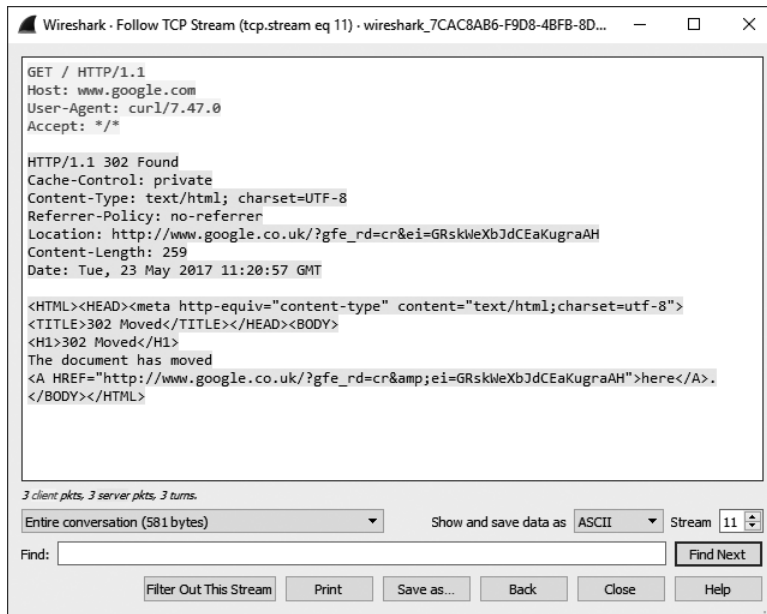 Wireshark · Follow TCP Stream (tcp.stream eq 11) · wireshark_7CAC8AB6-F9D8-4BFB-8D...
GET / HTTP/1.1
Host: www.google.com
User-Agent: curl/7.47.0
Accept: */*
HTTP/1.1 302 Found
Cache-Control: private
Content-Type: text/html; charset=UTF-8
Referrer-Policy: no-referrer
Location: http://www.google.co.uk/?gfe_rd=cr&ei=GRskWeXbJdCEaKugraAH
Content-Length: 259
Date: Tue, 23 May 2017 11:20:57 GMT
<HTML><HEAD><meta http-equiv="content-type" content="text/html;charset=utf-8">
<TITLE>302 Moved</TITLE></HEAD><BODY>
<H1>302 Moved</H1>
The document has moved
<A HREF="http://www.google.co.uk/?gfe_rd=cr&amp;ei=GRskWeXbJdCEaKugraAH">here</A>.
</BODY></HTML>
3 client pkts, 3 server pkts, 3 turns.
Entire conversation (581 bytes) Show and save data as ASCII Stream 11
Find: Find Next
Filter Out This Stream Print Save as... Back Close Help